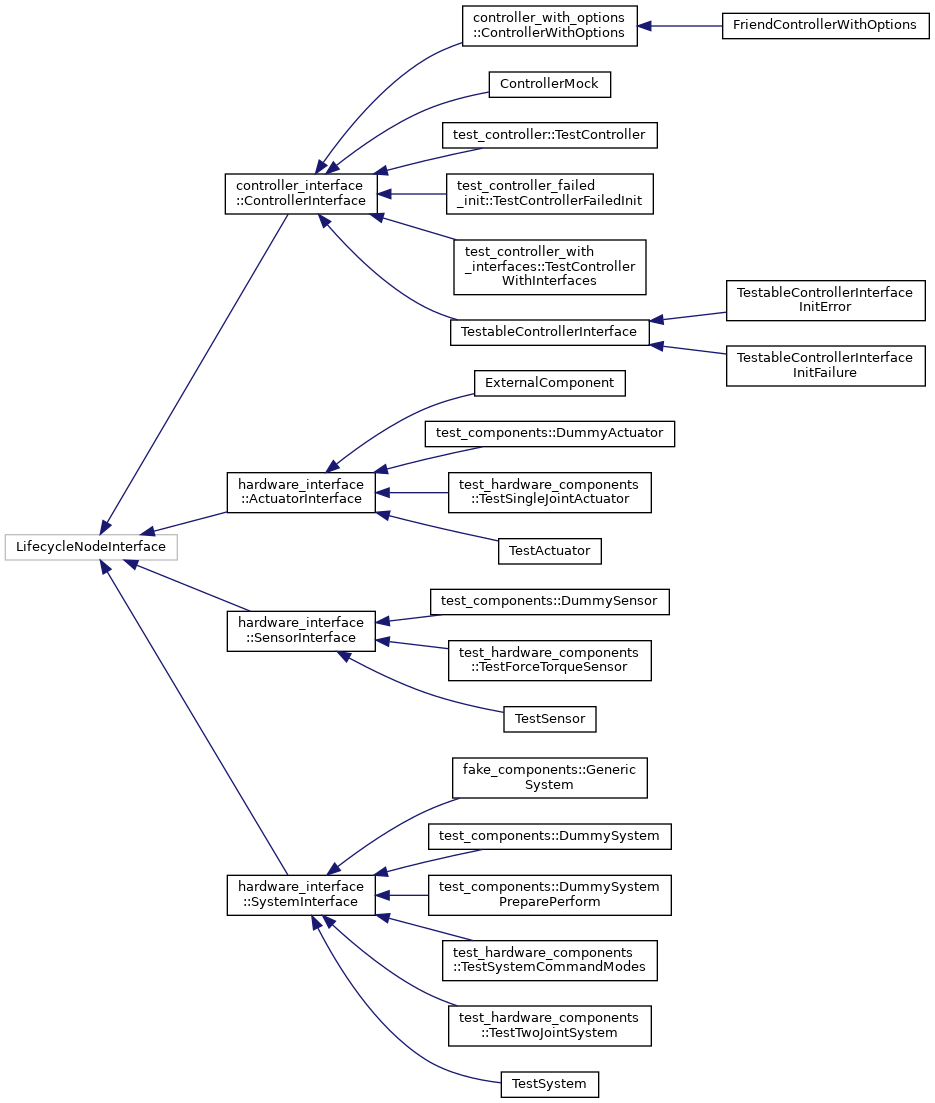 controller_with_options
::ControllerWithOptions
FriendControllerWithOptions
ControllerMock
test_controller::TestController
controller_interface
::ControllerInterface
test_controller_failed
_init::TestControllerFailedInit
test_controller_with
_interfaces::TestController
WithInterfaces
TestableControllerInterface
InitError
TestableControllerInterface
TestableControllerInterface
InitFailure
ExternalComponent
test_components::DummyActuator
hardware_interface
::ActuatorInterface
test_hardware_components
::TestSingleJointActuator
TestActuator
LifecycleNodeInterface
test_components::DummySensor
hardware_interface
::SensorInterface
test_hardware_components
::TestForceTorqueSensor
TestSensor
fake_components::Generic
System
test_components::DummySystem
hardware_interface
::SystemInterface
test_components::DummySystem
PreparePerform
test_hardware_components
::TestSystemCommandModes
test_hardware_components
::TestTwoJointSystem
TestSystem